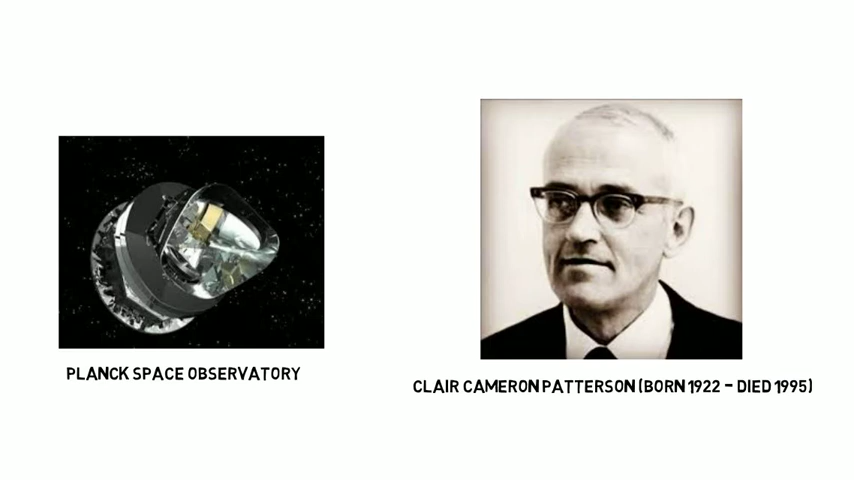 PLANCK SPACE OBSERVATORY
CLAIR CAMERON PATTERSON (BORN 1922 - DIED 1995)